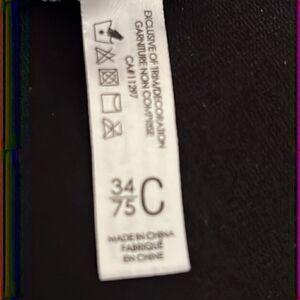 EXCLUSIVE OF TRIM/DECORATION
GARNITURE NON COMPRISE
CA#11297
34
75 C
MADE IN CHINA
FABRIQUÉ
EN CHINE